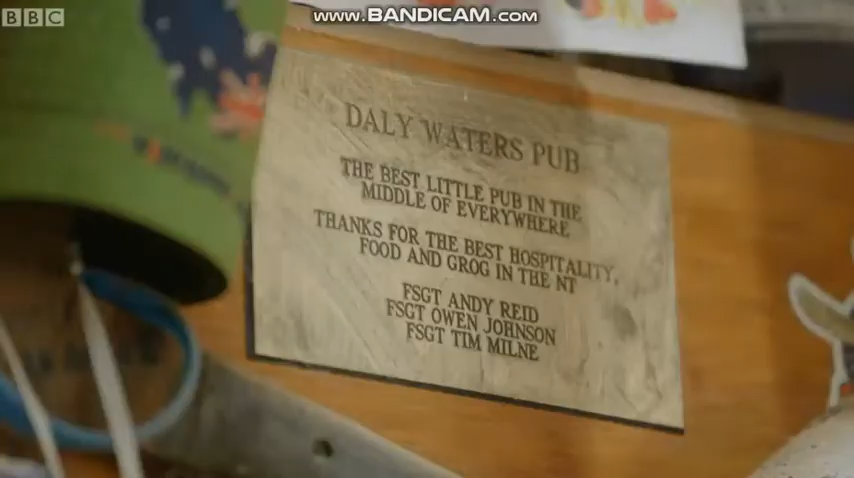 BBC
www.BANDICAM.COM
DALY WATERS PUB
THE BEST LITTLE PUB IN THE
MIDDLE OF EVERYWHERE
THANKS FOR THE BEST HOSPITALITY,
FOOD AND GROG IN THE NT
FSGT ANDY REID
FSGT OWEN JOHNSON
FSGT TIM MILNE